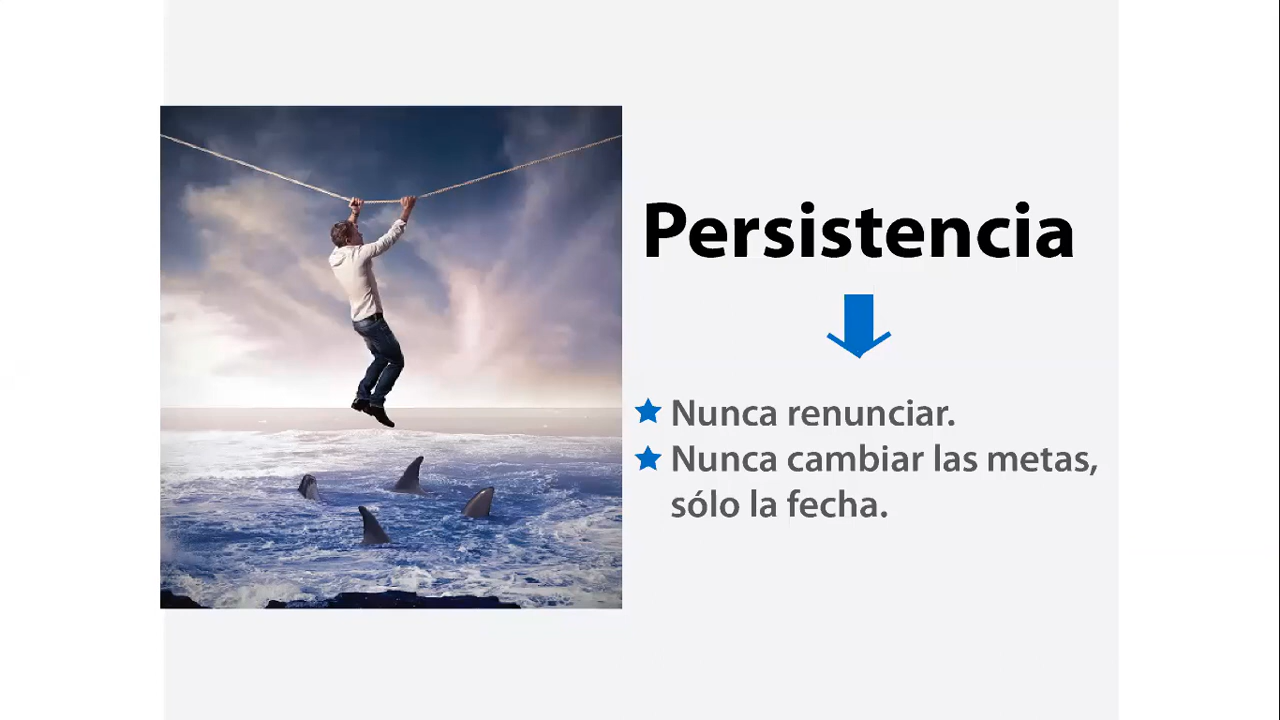 Persistencia
Nunca renunciar.
Nunca cambiar las metas,
sólo la fecha.